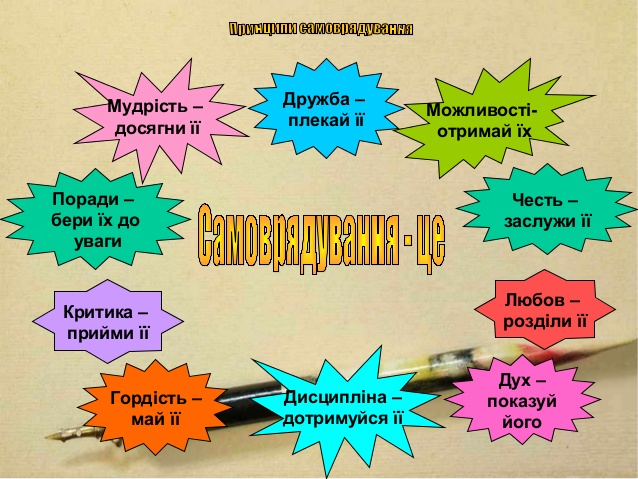 Принципи самоврядування
Мудрість –
досягни її
Дружба –
плекай її
Можливості-
отримай їх
Поради –
бери їх до
уваги
Самоврядування - це
Честь –
заслужи її
Критика –
прийми її
Любов –
розділи її
Гордість –
май її
Дисципліна –
дотримуйся її
Дух –
показуй
його